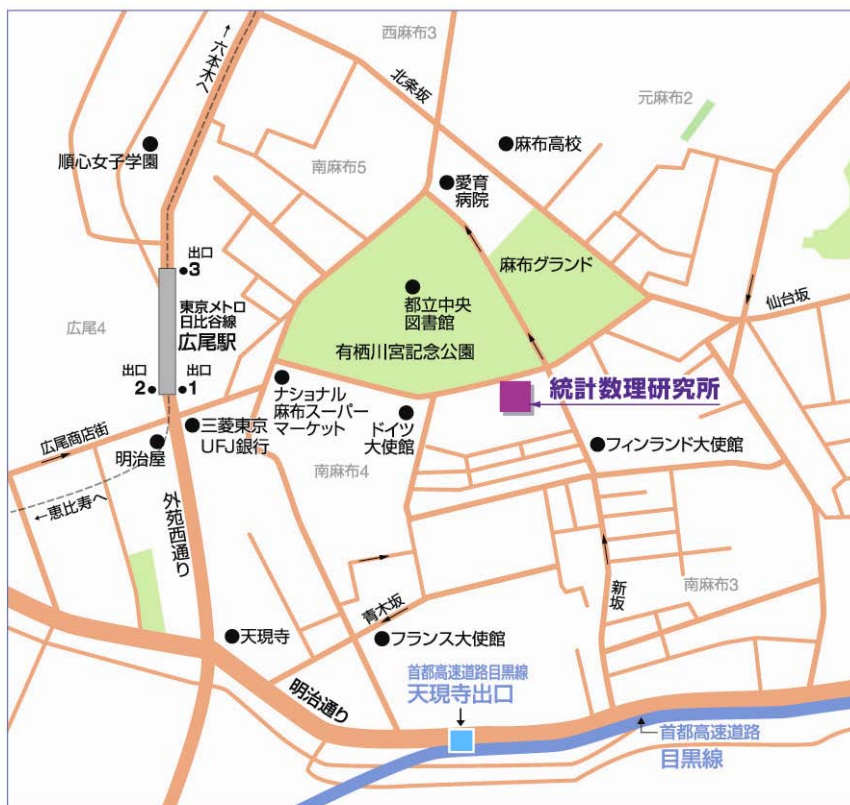 西麻布3
←六本木へ
北条坂
元麻布2
順心女子学園
麻布高校
南麻布5
愛育
病院
出口
3
麻布グランド
東京メトロ
日比谷線
広尾駅
都立中央
図書館
仙台坂
広尾4
有栖川宮記念公園
出口
2
出口
1
統計数理研究所
ナショナル
麻布スーパー
マーケット
ドイツ
大使館
三菱東京
UFJ銀行
広尾商店街
明治屋
フィンランド大使館
南麻布4
←恵比寿へ
外苑西通り
新坂
南麻布3
青木坂
天現寺
フランス大使館
首都高速道路目黒線
天現寺出口
明治通り
首都高速道路
目黒線